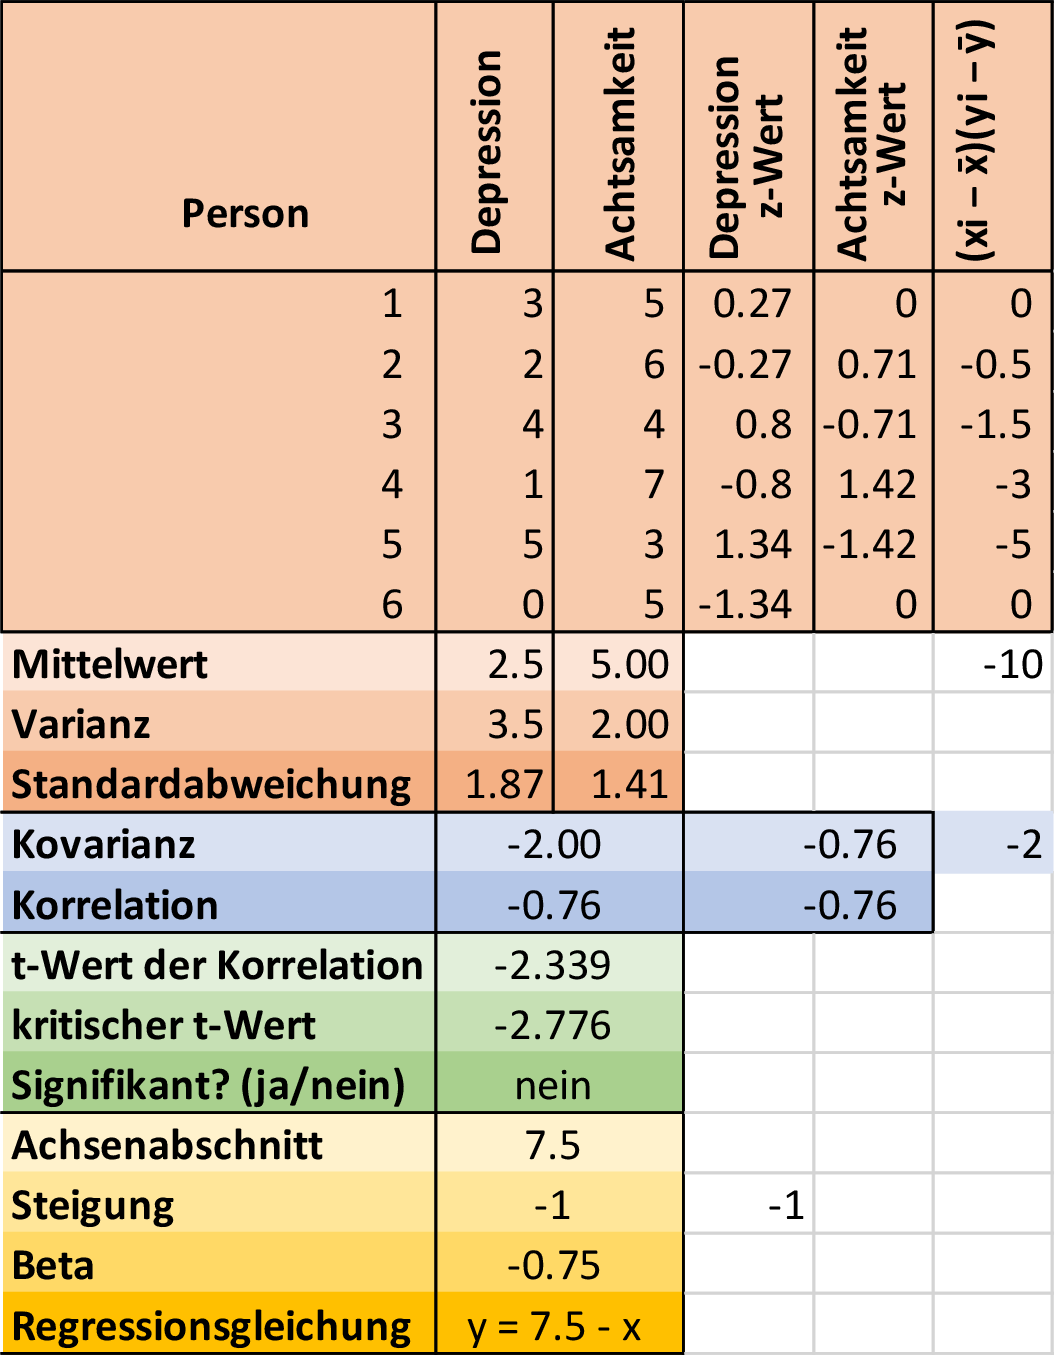 Person Depression Achtsamkeit Depression z-Wert Achtsamkeit z-Wert (xi – x̄)(yi – ȳ)
1 3 5 0.27 0 0
2 2 6 -0.27 0.71 -0.5
3 4 4 0.8 -0.71 -1.5
4 1 7 -0.8 1.42 -3
5 5 3 1.34 -1.42 -5
6 0 5 -1.34 0 0
Mittelwert 2.5 5.00 -10
Varianz 3.5 2.00
Standardabweichung 1.87 1.41
Kovarianz -2.00 -0.76 -2
Korrelation -0.76 -0.76
t-Wert der Korrelation -2.339
kritischer t-Wert -2.776
Signifikant? (ja/nein) nein
Achsenabschnitt 7.5
Steigung -1 -1
Beta -0.75
Regressionsgleichung y = 7.5 - x